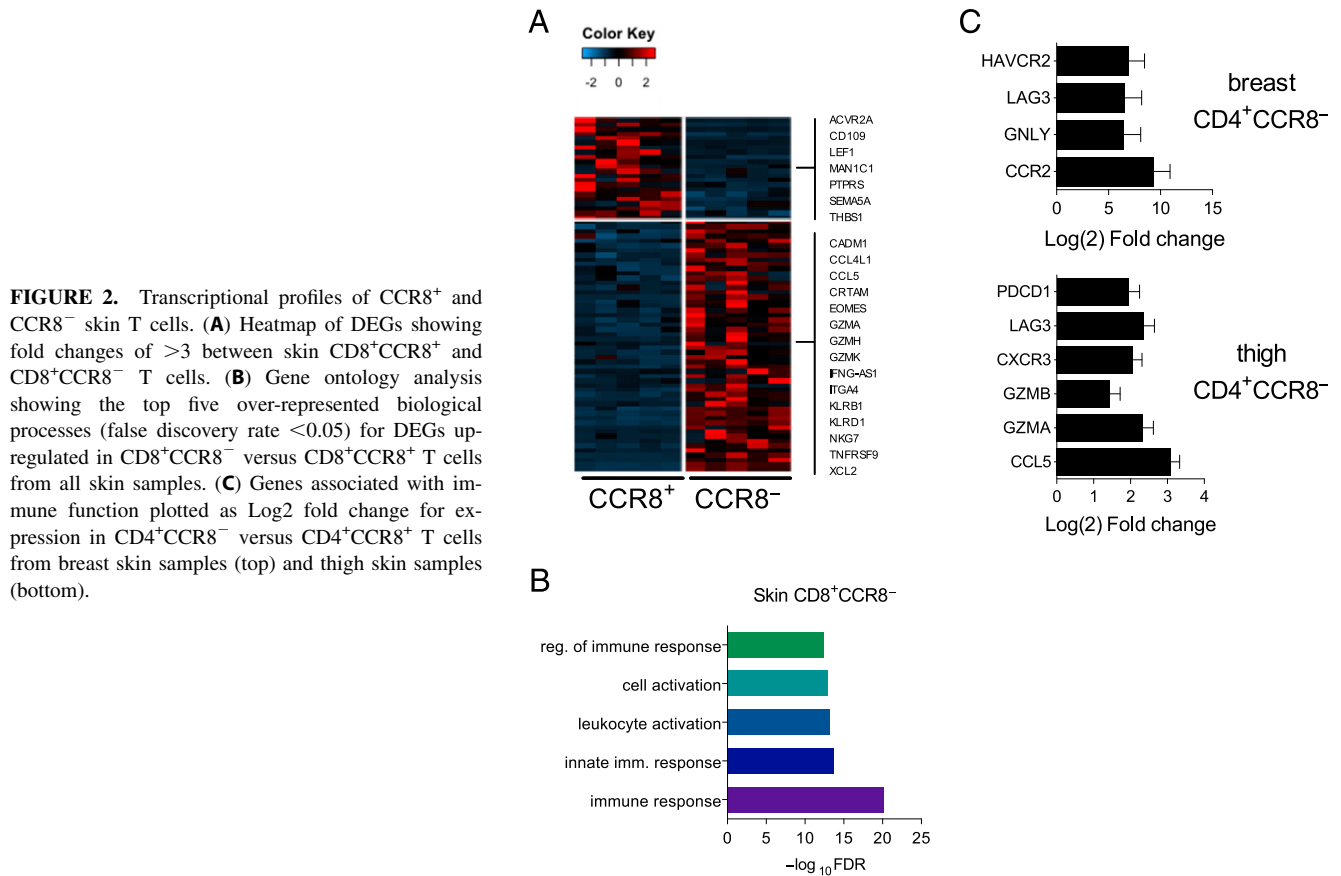 FIGURE 2. Transcriptional profiles of CCR8⁺ and
CCR8⁻ skin T cells. (A) Heatmap of DEGs showing
fold changes of >3 between skin CD8⁺CCR8⁺ and
CD8⁺CCR8⁻ T cells. (B) Gene ontology analysis
showing the top five over-represented biological
processes (false discovery rate <0.05) for DEGs up-
regulated in CD8⁺CCR8⁻ versus CD8⁺CCR8⁺ T cells
from all skin samples. (C) Genes associated with im-
mune function plotted as Log2 fold change for ex-
pression in CD4⁺CCR8⁻ versus CD4⁺CCR8⁺ T cells
from breast skin samples (top) and thigh skin samples
(bottom).
A
Color Key
-2 0 2
ACVR2A
CD109
LEF1
MAN1C1
PTPRS
SEMA5A
THBS1
CADM1
CCL4L1
CCL5
CRTAM
EOMES
GZMA
GZMH
GZMK
IFNG-AS1
ITGA4
KLRB1
KLRD1
NKG7
TNFRSF9
XCL2
CCR8⁺ CCR8⁻
B
Skin CD8⁺CCR8⁻
reg. of immune response
cell activation
leukocyte activation
innate imm. response
immune response
0 5 10 15 20 25
−log₁₀FDR
C
HAVCR2
LAG3
GNLY
CCR2
0 5 10 15
Log(2) Fold change
breast
CD4⁺CCR8⁻
PDCD1
LAG3
CXCR3
GZMB
GZMA
CCL5
0 1 2 3 4
Log(2) Fold change
thigh
CD4⁺CCR8⁻